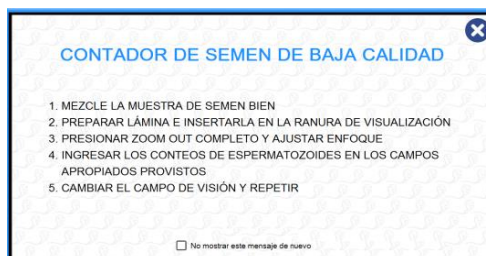 CONTADOR DE SEMEN DE BAJA CALIDAD
1. MEZCLE LA MUESTRA DE SEMEN BIEN
2. PREPARAR LÁMINA E INSERTARLA EN LA RANURA DE VISUALIZACIÓN
3. PRESIONAR ZOOM OUT COMPLETO Y AJUSTAR ENFOQUE
4. INGRESAR LOS CONTEOS DE ESPERMATOZOIDES EN LOS CAMPOS
APROPIADOS PROVISTOS
5. CAMBIAR EL CAMPO DE VISIÓN Y REPETIR
No mostrar este mensaje de nuevo